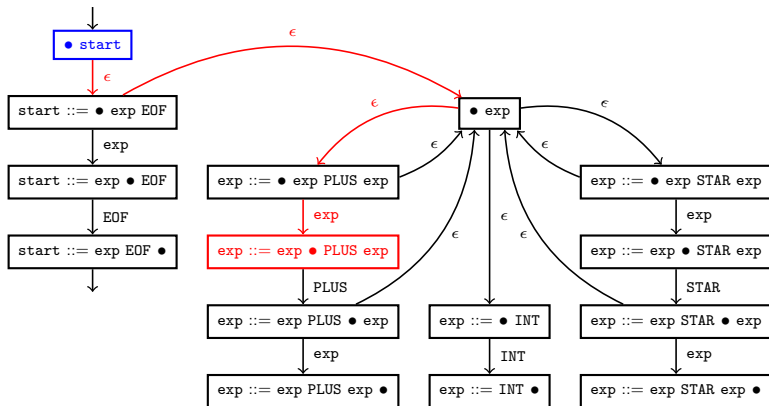 ● start
ϵ
ϵ
start ::= ● exp EOF
exp
start ::= exp ● EOF
EOF
start ::= exp EOF ●
● exp
ϵ
ϵ
exp ::= ● exp PLUS exp
ϵ
exp
exp ::= exp ● PLUS exp
PLUS
ϵ
exp ::= exp PLUS ● exp
exp
exp ::= exp PLUS exp ●
ϵ
exp ::= ● INT
INT
exp ::= INT ●
ϵ
ϵ
exp ::= ● exp STAR exp
exp
exp ::= exp ● STAR exp
STAR
exp ::= exp STAR ● exp
exp
exp ::= exp STAR exp ●